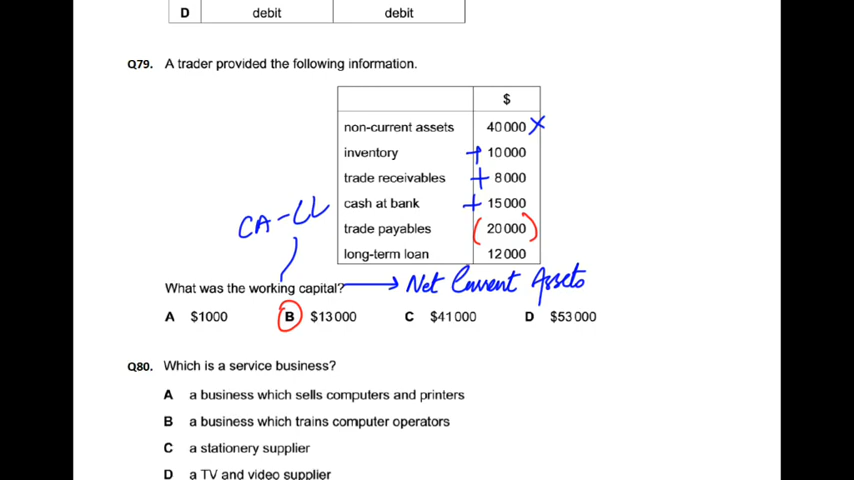 D debit debit
Q79. A trader provided the following information.
$
non-current assets 40 000 X
inventory + 10 000
trade receivables + 8 000
cash at bank + 15 000
CA - CL
trade payables (20 000)
long-term loan 12 000
What was the working capital? → Net Current Assets
A $1000 B $13 000 C $41 000 D $53 000
Q80. Which is a service business?
A a business which sells computers and printers
B a business which trains computer operators
C a stationery supplier
D a TV and video supplier